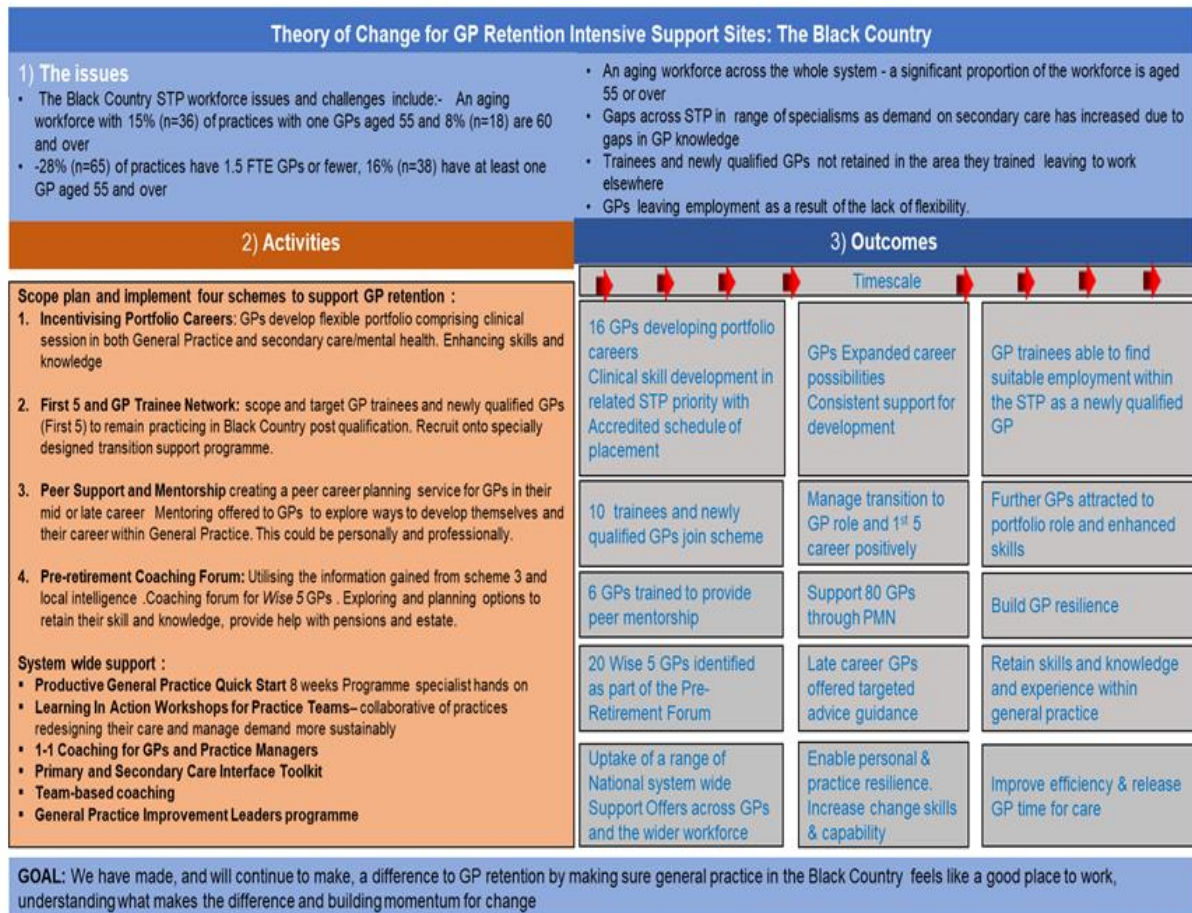 Theory of Change for GP Retention Intensive Support Sites: The Black Country
1) The issues
• The Black Country STP workforce issues and challenges include:- An aging
workforce with 15% (n=36) of practices with one GPs aged 55 and 8% (n=18) are 60
and over
• -28% (n=65) of practices have 1.5 FTE GPs or fewer, 16% (n=38) have at least one
GP aged 55 and over
• An aging workforce across the whole system - a significant proportion of the workforce is aged
55 or over
• Gaps across STP in range of specialisms as demand on secondary care has increased due to
gaps in GP knowledge
• Trainees and newly qualified GPs not retained in the area they trained leaving to work
elsewhere
• GPs leaving employment as a result of the lack of flexibility.
2) Activities
Scope plan and implement four schemes to support GP retention :
1. Incentivising Portfolio Careers: GPs develop flexible portfolio comprising clinical
session in both General Practice and secondary care/mental health. Enhancing skills and
knowledge
2. First 5 and GP Trainee Network: scope and target GP trainees and newly qualified GPs
(First 5) to remain practicing in Black Country post qualification. Recruit onto specially
designed transition support programme.
3. Peer Support and Mentorship creating a peer career planning service for GPs in their
mid or late career Mentoring offered to GPs to explore ways to develop themselves and
their career within General Practice. This could be personally and professionally.
4. Pre-retirement Coaching Forum: Utilising the information gained from scheme 3 and
local intelligence .Coaching forum for Wise 5 GPs . Exploring and planning options to
retain their skill and knowledge, provide help with pensions and estate.
System wide support :
▪ Productive General Practice Quick Start 8 weeks Programme specialist hands on
▪ Learning In Action Workshops for Practice Teams– collaborative of practices
redesigning their care and manage demand more sustainably
▪ 1-1 Coaching for GPs and Practice Managers
▪ Primary and Secondary Care Interface Toolkit
▪ Team-based coaching
▪ General Practice Improvement Leaders programme
3) Outcomes
Timescale
16 GPs developing portfolio
careers
Clinical skill development in
related STP priority with
Accredited schedule of
placement
GPs Expanded career
possibilities
Consistent support for
development
GP trainees able to find
suitable employment within
the STP as a newly qualified
GP
10 trainees and newly
qualified GPs join scheme
Manage transition to
GP role and 1st 5
career positively
Further GPs attracted to
portfolio role and enhanced
skills
6 GPs trained to provide
peer mentorship
Support 80 GPs
through PMN
Build GP resilience
20 Wise 5 GPs identified
as part of the Pre-
Retirement Forum
Late career GPs
offered targeted
advice guidance
Retain skills and knowledge
and experience within
general practice
Uptake of a range of
National system wide
Support Offers across GPs
and the wider workforce
Enable personal &
practice resilience.
Increase change skills
& capability
Improve efficiency & release
GP time for care
GOAL: We have made, and will continue to make, a difference to GP retention by making sure general practice in the Black Country feels like a good place to work,
understanding what makes the difference and building momentum for change